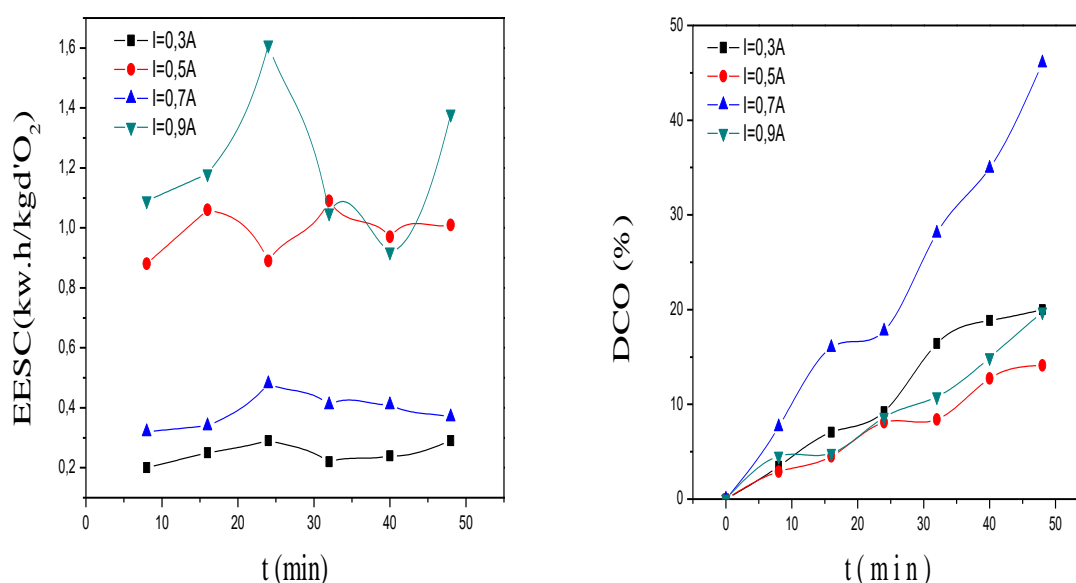 EESC(kw.h/kgd'O₂)
1,6
1,4
1,2
1,0
0,8
0,6
0,4
0,2
I=0,3A
I=0,5A
I=0,7A
I=0,9A
0 10 20 30 40 50
t (min)
DCO (%)
50
40
30
20
10
0
I=0,3A
I=0,5A
I=0,7A
I=0,9A
0 10 20 30 40 50
t (min)